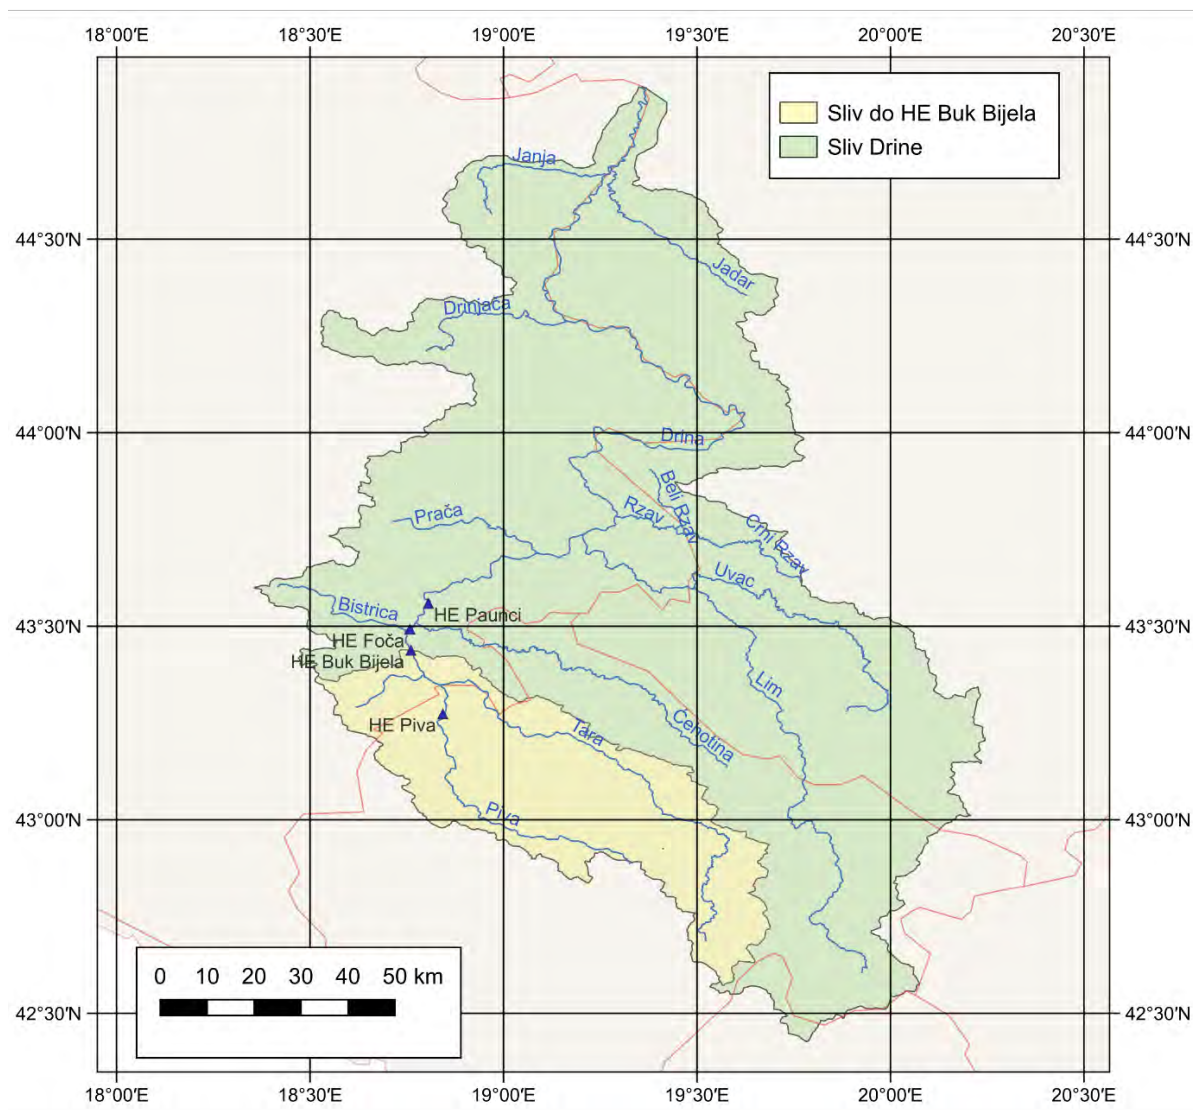 18°00′E 18°30′E 19°00′E 19°30′E 20°00′E 20°30′E
Sliv do HE Buk Bijela
Sliv Drine
Janja
44°30′N 44°30′N
Jadar
Drinjača
44°00′N 44°00′N
Drina
Beli Rzav
Rzav
Prača
Crni Rzav
Uvac
Bistrica
HE Paunci
43°30′N 43°30′N
HE Foča
HE Buk Bijela
Lim
Ćehotina
HE Piva
Tara
Piva
43°00′N 43°00′N
0 10 20 30 40 50 km
42°30′N 42°30′N
18°00′E 18°30′E 19°00′E 19°30′E 20°00′E 20°30′E